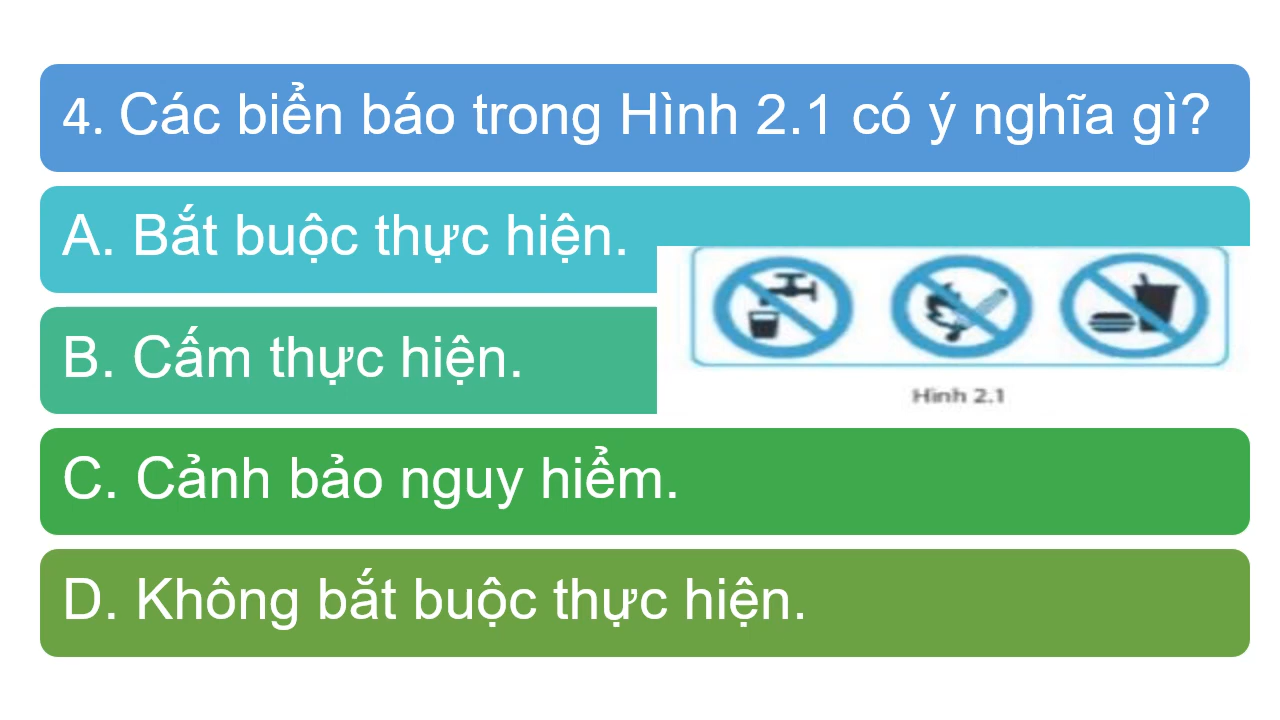 4. Các biển báo trong Hình 2.1 có ý nghĩa gì?
A. Bắt buộc thực hiện.
B. Cấm thực hiện.
Hình 2.1
C. Cảnh bảo nguy hiểm.
D. Không bắt buộc thực hiện.